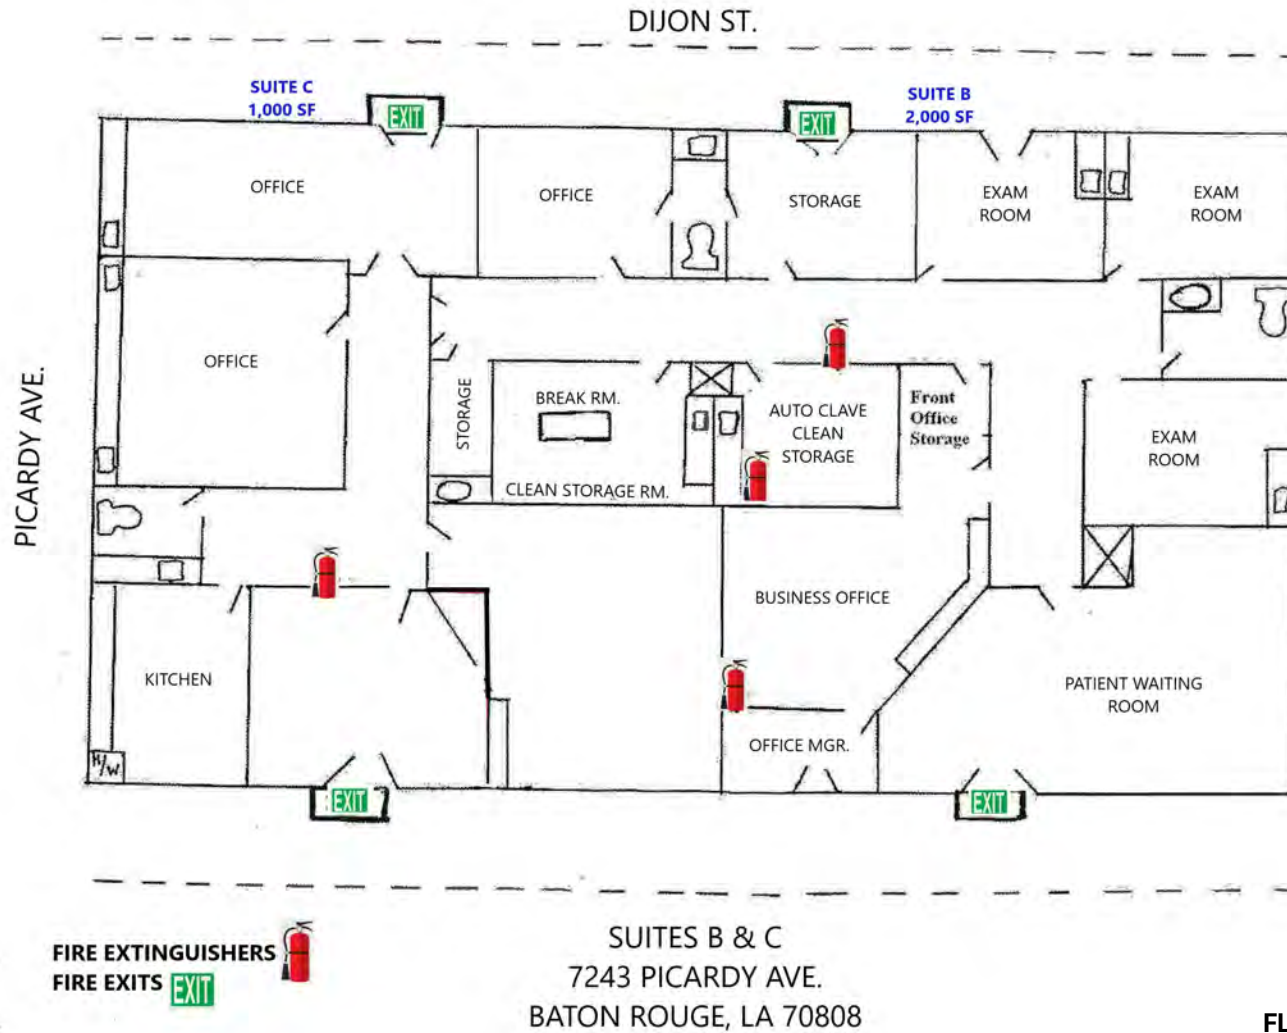 DIJON ST.
SUITE C
1,000 SF
EXIT
EXIT
SUITE B
2,000 SF
OFFICE
OFFICE
STORAGE
EXAM
ROOM
EXAM
ROOM
PICARDY AVE.
OFFICE
STORAGE
BREAK RM.
CLEAN STORAGE RM.
AUTO CLAVE
CLEAN
STORAGE
Front
Office
Storage
EXAM
ROOM
BUSINESS OFFICE
KITCHEN
H/W
PATIENT WAITING
ROOM
OFFICE MGR.
EXIT
EXIT
FIRE EXTINGUISHERS
FIRE EXITS EXIT
SUITES B & C
7243 PICARDY AVE.
BATON ROUGE, LA 70808